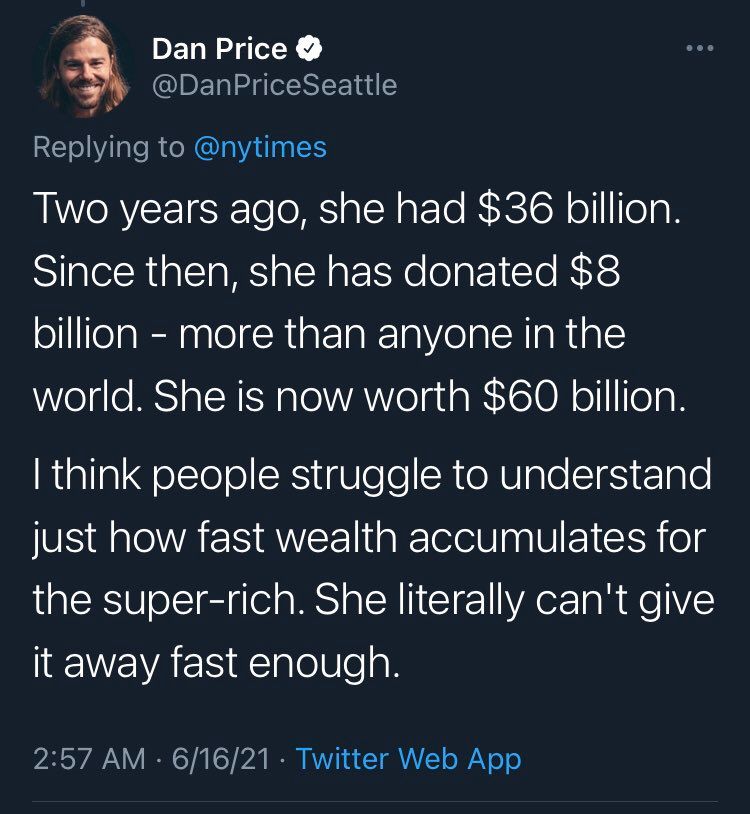 Dan Price
@DanPriceSeattle
Replying to @nytimes
Two years ago, she had $36 billion.
Since then, she has donated $8
billion - more than anyone in the
world. She is now worth $60 billion.
I think people struggle to understand
just how fast wealth accumulates for
the super-rich. She literally can't give
it away fast enough.
2:57 AM · 6/16/21 · Twitter Web App